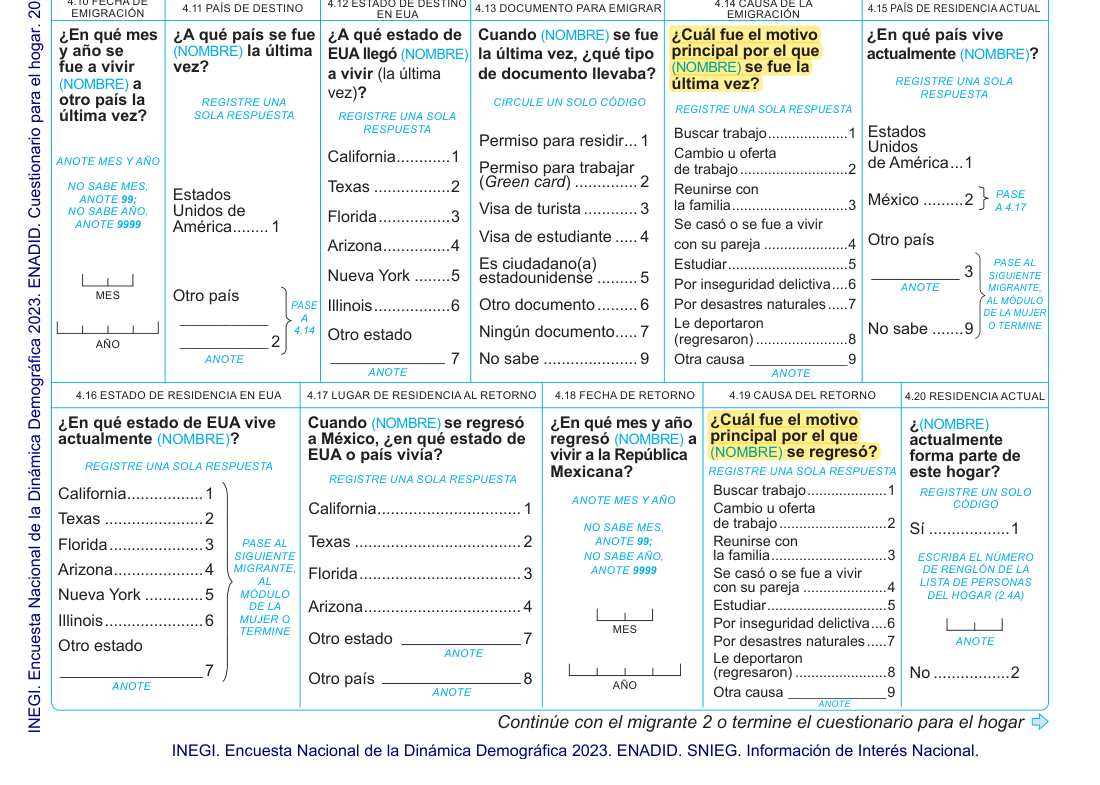 INEGI. Encuesta Nacional de la Dinámica Demográfica 2023. ENADID. Cuestionario para el hogar.
4.10 FECHA DE
EMIGRACIÓN
¿En qué mes
y año se
fue a vivir
(NOMBRE) a
otro país la
última vez?
ANOTE MES Y AÑO
NO SABE MES,
ANOTE 99;
NO SABE AÑO,
ANOTE 9999
MES
AÑO
4.11 PAÍS DE DESTINO
¿A qué país se fue
(NOMBRE) la última
vez?
REGISTRE UNA
SOLA RESPUESTA
Estados
Unidos de
América........ 1
Otro país
__________ 
__________ 2
ANOTE
PASE
A
4.14
4.12 ESTADO DE DESTINO
EN EUA
¿A qué estado de
EUA llegó (NOMBRE)
a vivir (la última
vez)?
REGISTRE UNA SOLA
RESPUESTA
California............1
Texas .................2
Florida................3
Arizona...............4
Nueva York ........5
Illinois.................6
Otro estado
_____________ 7
ANOTE
4.13 DOCUMENTO PARA EMIGRAR
Cuando (NOMBRE) se fue
la última vez, ¿qué tipo
de documento llevaba?
CIRCULE UN SOLO CÓDIGO
Permiso para residir... 1
Permiso para trabajar
(Green card) .............. 2
Visa de turista ............ 3
Visa de estudiante ..... 4
Es ciudadano(a)
estadounidense ......... 5
Otro documento ......... 6
Ningún documento..... 7
No sabe ..................... 9
4.14 CAUSA DE LA
EMIGRACIÓN
¿Cuál fue el motivo
principal por el que
(NOMBRE) se fue la
última vez?
REGISTRE UNA SOLA RESPUESTA
Buscar trabajo....................1
Cambio u oferta
de trabajo ..........................2
Reunirse con
la familia.............................3
Se casó o se fue a vivir
con su pareja .....................4
Estudiar..............................5
Por inseguridad delictiva....6
Por desastres naturales.....7
Le deportaron
(regresaron) .......................8
Otra causa ______________9
ANOTE
4.15 PAÍS DE RESIDENCIA ACTUAL
¿En qué país vive
actualmente (NOMBRE)?
REGISTRE UNA SOLA
RESPUESTA
Estados
Unidos
de América...1
México .........2
PASE
A 4.17
Otro país
__________ 3
ANOTE
No sabe .......9
PASE AL
SIGUIENTE
MIGRANTE,
AL MÓDULO
DE LA MUJER
O TERMINE
4.16 ESTADO DE RESIDENCIA EN EUA
¿En qué estado de EUA vive
actualmente (NOMBRE)?
REGISTRE UNA SOLA RESPUESTA
California................. 1
Texas ...................... 2
Florida..................... 3
Arizona.................... 4
Nueva York ............. 5
Illinois...................... 6
Otro estado
________________ 7
ANOTE
PASE AL
SIGUIENTE
MIGRANTE,
AL
MÓDULO
DE LA
MUJER O
TERMINE
4.17 LUGAR DE RESIDENCIA AL RETORNO
Cuando (NOMBRE) se regresó
a México, ¿en qué estado de
EUA o país vivía?
REGISTRE UNA SOLA RESPUESTA
California.................................. 1
Texas ....................................... 2
Florida...................................... 3
Arizona..................................... 4
Otro estado ______________ 7
ANOTE
Otro país ________________ 8
ANOTE
4.18 FECHA DE RETORNO
¿En qué mes y año
regresó (NOMBRE) a
vivir a la República
Mexicana?
ANOTE MES Y AÑO
NO SABE MES,
ANOTE 99;
NO SABE AÑO,
ANOTE 9999
MES
AÑO
4.19 CAUSA DEL RETORNO
¿Cuál fue el motivo
principal por el que
(NOMBRE) se regresó?
REGISTRE UNA SOLA RESPUESTA
Buscar trabajo....................1
Cambio u oferta
de trabajo ...........................2
Reunirse con
la familia.............................3
Se casó o se fue a vivir
con su pareja .....................4
Estudiar..............................5
Por inseguridad delictiva....6
Por desastres naturales.....7
Le deportaron
(regresaron) .......................8
Otra causa ______________9
ANOTE
4.20 RESIDENCIA ACTUAL
¿(NOMBRE)
actualmente
forma parte de
este hogar?
REGISTRE UN SOLO
CÓDIGO
Sí .................. 1
ESCRIBA EL NÚMERO
DE RENGLÓN DE LA
LISTA DE PERSONAS
DEL HOGAR (2.4A)
ANOTE
No .................2
Continúe con el migrante 2 o termine el cuestionario para el hogar
INEGI. Encuesta Nacional de la Dinámica Demográfica 2023. ENADID. SNIEG. Información de Interés Nacional.